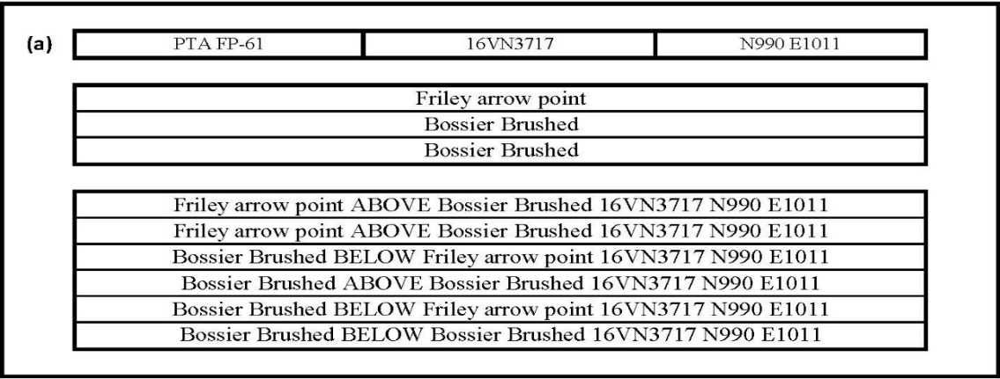 (a) PTA FP-61 16VN3717 N990 E1011
Friley arrow point
Bossier Brushed
Bossier Brushed
Friley arrow point ABOVE Bossier Brushed 16VN3717 N990 E1011
Friley arrow point ABOVE Bossier Brushed 16VN3717 N990 E1011
Bossier Brushed BELOW Friley arrow point 16VN3717 N990 E1011
Bossier Brushed ABOVE Bossier Brushed 16VN3717 N990 E1011
Bossier Brushed BELOW Friley arrow point 16VN3717 N990 E1011
Bossier Brushed BELOW Bossier Brushed 16VN3717 N990 E1011